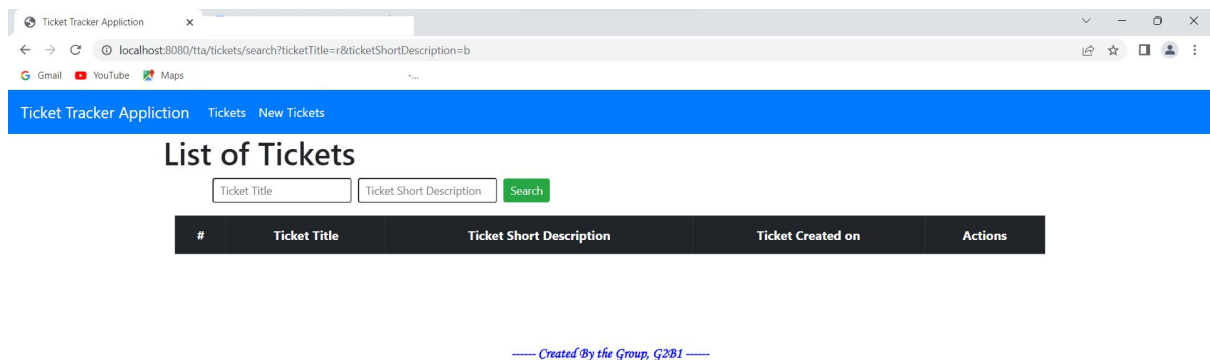 Ticket Tracker Appliction
localhost:8080/tta/tickets/search?ticketTitle=r&ticketShortDescription=b
Gmail YouTube Maps -...
Ticket Tracker Appliction Tickets New Tickets
List of Tickets
Ticket Title Ticket Short Description Search
# Ticket Title Ticket Short Description Ticket Created on Actions
------ Created By the Group, G2B1 ------